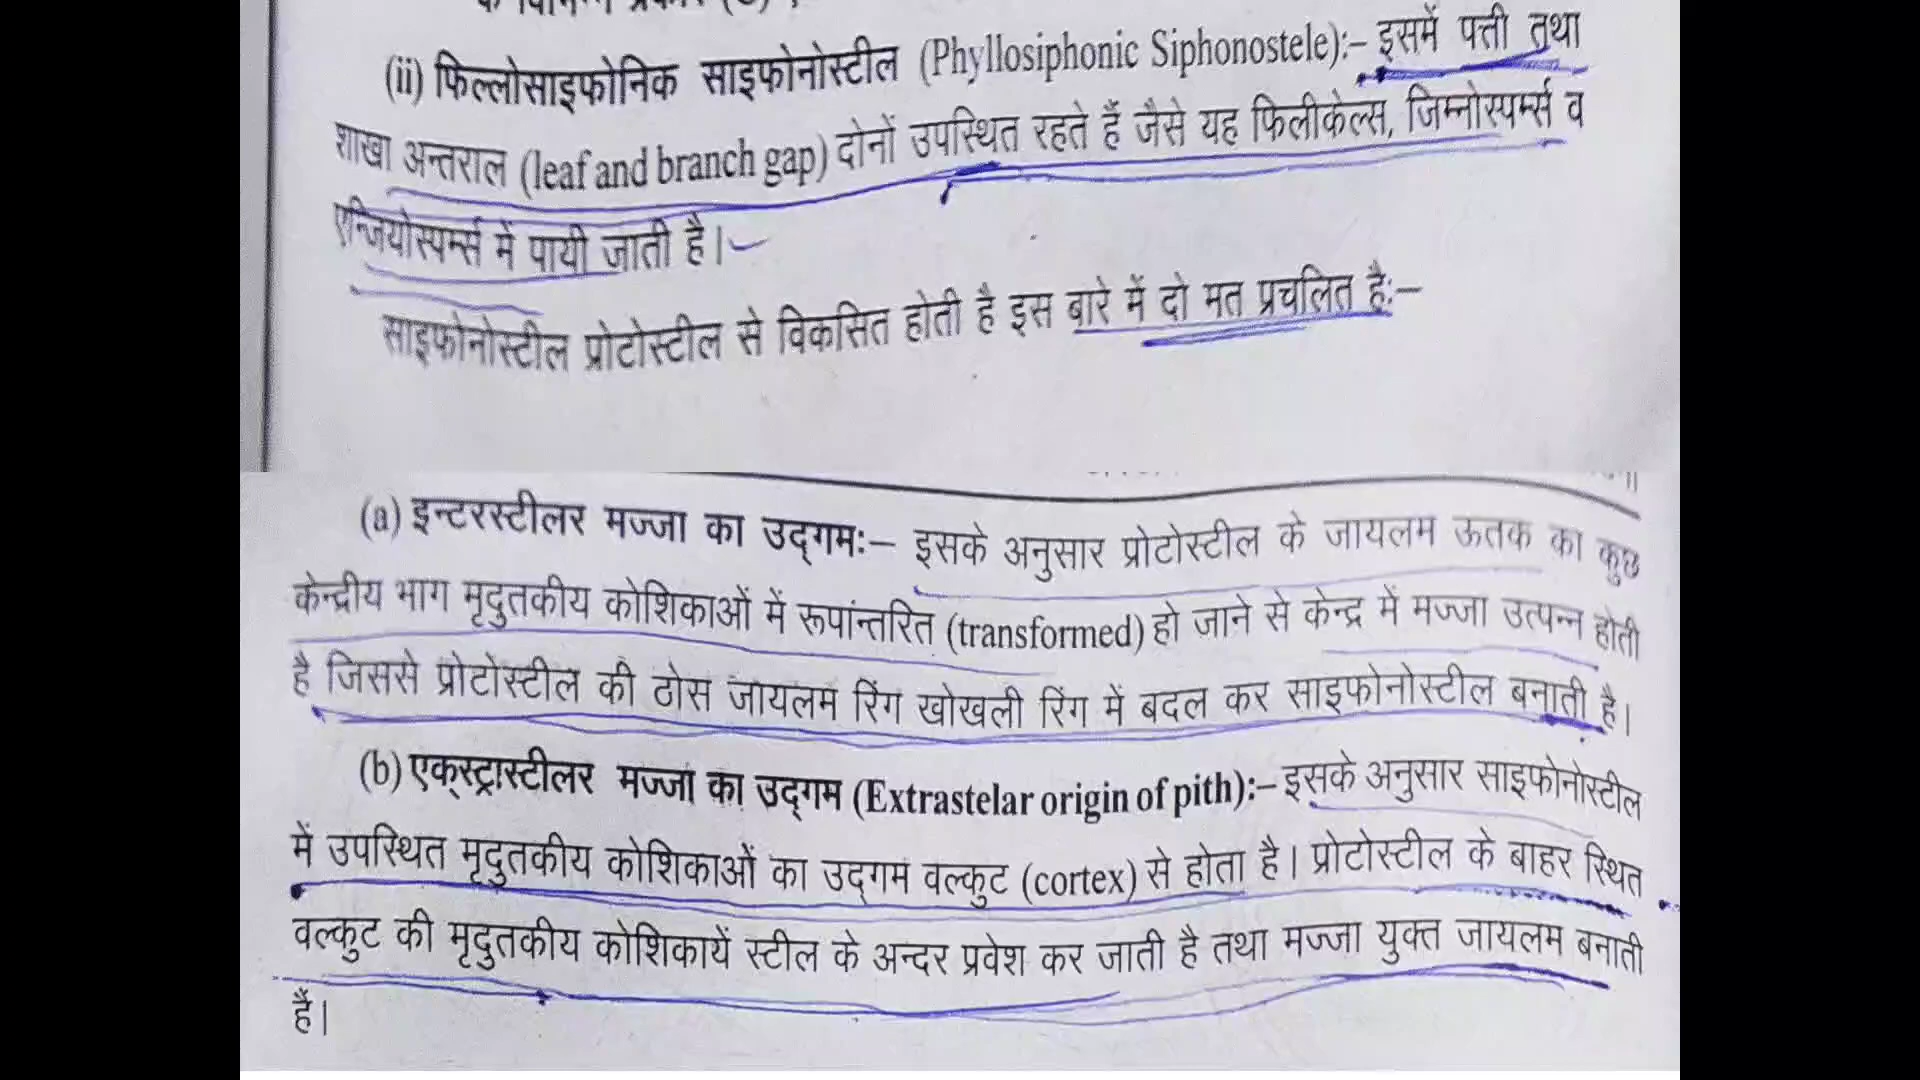 (ii) फिल्लोसाइफोनिक साइफोनोस्टील (Phyllosiphonic Siphonostele):– इसमें पत्ती तथा
शाखा अन्तराल (leaf and branch gap) दोनों उपस्थित रहते हैं जैसे यह फिलीकेल्स, जिम्नोस्पर्म्स व
एन्जियोस्पर्म्स में पायी जाती है।
साइफोनोस्टील प्रोटोस्टील से विकसित होती है इस बारे में दो मत प्रचलित है:–
(a) इन्टरस्टीलर मज्जा का उद्गम:– इसके अनुसार प्रोटोस्टील के जायलम ऊतक का कुछ
केन्द्रीय भाग मृदुतकीय कोशिकाओं में रूपांन्तरित (transformed) हो जाने से केन्द्र में मज्जा उत्पन्न होती
है जिससे प्रोटोस्टील की ठोस जायलम रिंग खोखली रिंग में बदल कर साइफोनोस्टील बनाती है।
(b) एक्स्ट्रास्टीलर मज्जा का उद्गम (Extrastelar origin of pith):– इसके अनुसार साइफोनोस्टील
में उपस्थित मृदुतकीय कोशिकाओं का उद्गम वल्कुट (cortex) से होता है। प्रोटोस्टील के बाहर स्थित
वल्कुट की मृदुतकीय कोशिकायें स्टील के अन्दर प्रवेश कर जाती है तथा मज्जा युक्त जायलम बनाती
हैं।